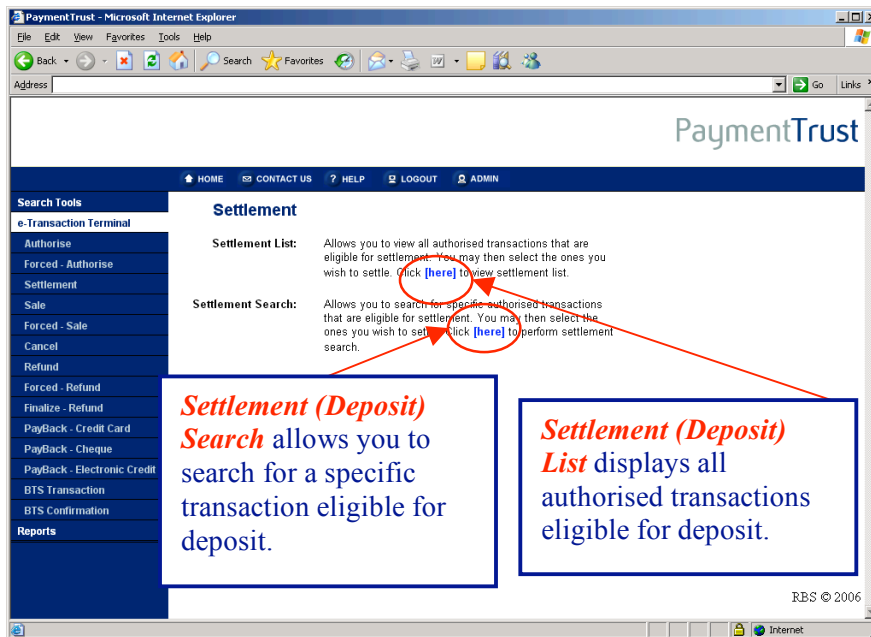 PaymentTrust - Microsoft Internet Explorer
File Edit View Favorites Tools Help
Back Search Favorites
Address Go Links
PaymentTrust
HOME CONTACT US ? HELP LOGOUT ADMIN
Search Tools
e-Transaction Terminal
Authorise
Forced - Authorise
Settlement
Sale
Forced - Sale
Cancel
Refund
Forced - Refund
Finalize - Refund
PayBack - Credit Card
PayBack - Cheque
PayBack - Electronic Credit
BTS Transaction
BTS Confirmation
Reports
Settlement
Settlement List: Allows you to view all authorised transactions that are
eligible for settlement. You may then select the ones you
wish to settle. Click [here] to view settlement list.
Settlement Search: Allows you to search for specific authorised transactions
that are eligible for settlement. You may then select the
ones you wish to settle. Click [here] to perform settlement
search.
Settlement (Deposit)
Search allows you to
search for a specific
transaction eligible for
deposit.
Settlement (Deposit)
List displays all
authorised transactions
eligible for deposit.
RBS © 2006
Internet